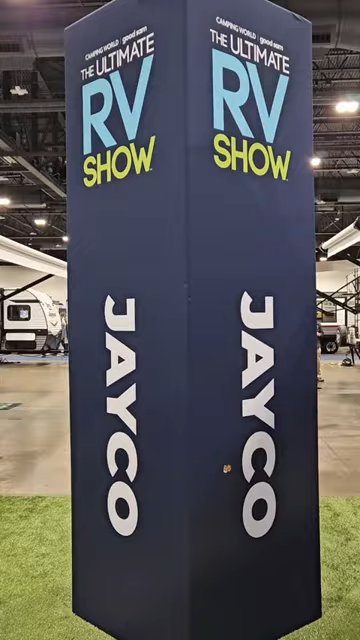 CAMPING WORLD | good sam
THE ULTIMATE
RV
SHOW
JAYCO
CAMPING WORLD | good sam
THE ULTIMATE
RV
SHOW
JAYCO